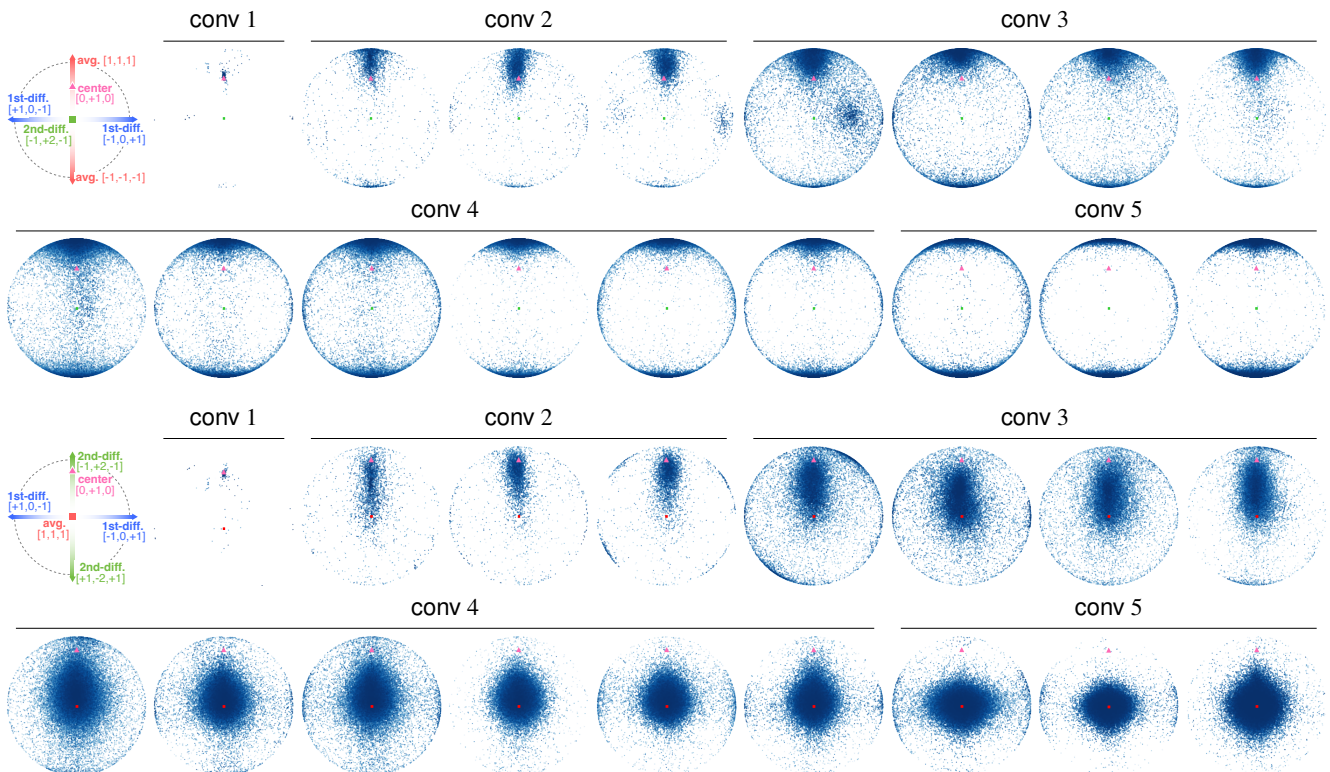 conv 1
conv 2
conv 3
avg. [1,1,1]
center
[0,+1,0]
1st-diff.
[+1,0,-1]
2nd-diff.
[-1,+2,-1]
1st-diff.
[-1,0,+1]
avg. [-1,-1,-1]
conv 4
conv 5
conv 1
conv 2
conv 3
2nd-diff.
[-1,+2,-1]
center
[0,+1,0]
1st-diff.
[+1,0,-1]
avg.
[1,1,1]
1st-diff.
[-1,0,+1]
2nd-diff.
[+1,-2,+1]
conv 4
conv 5